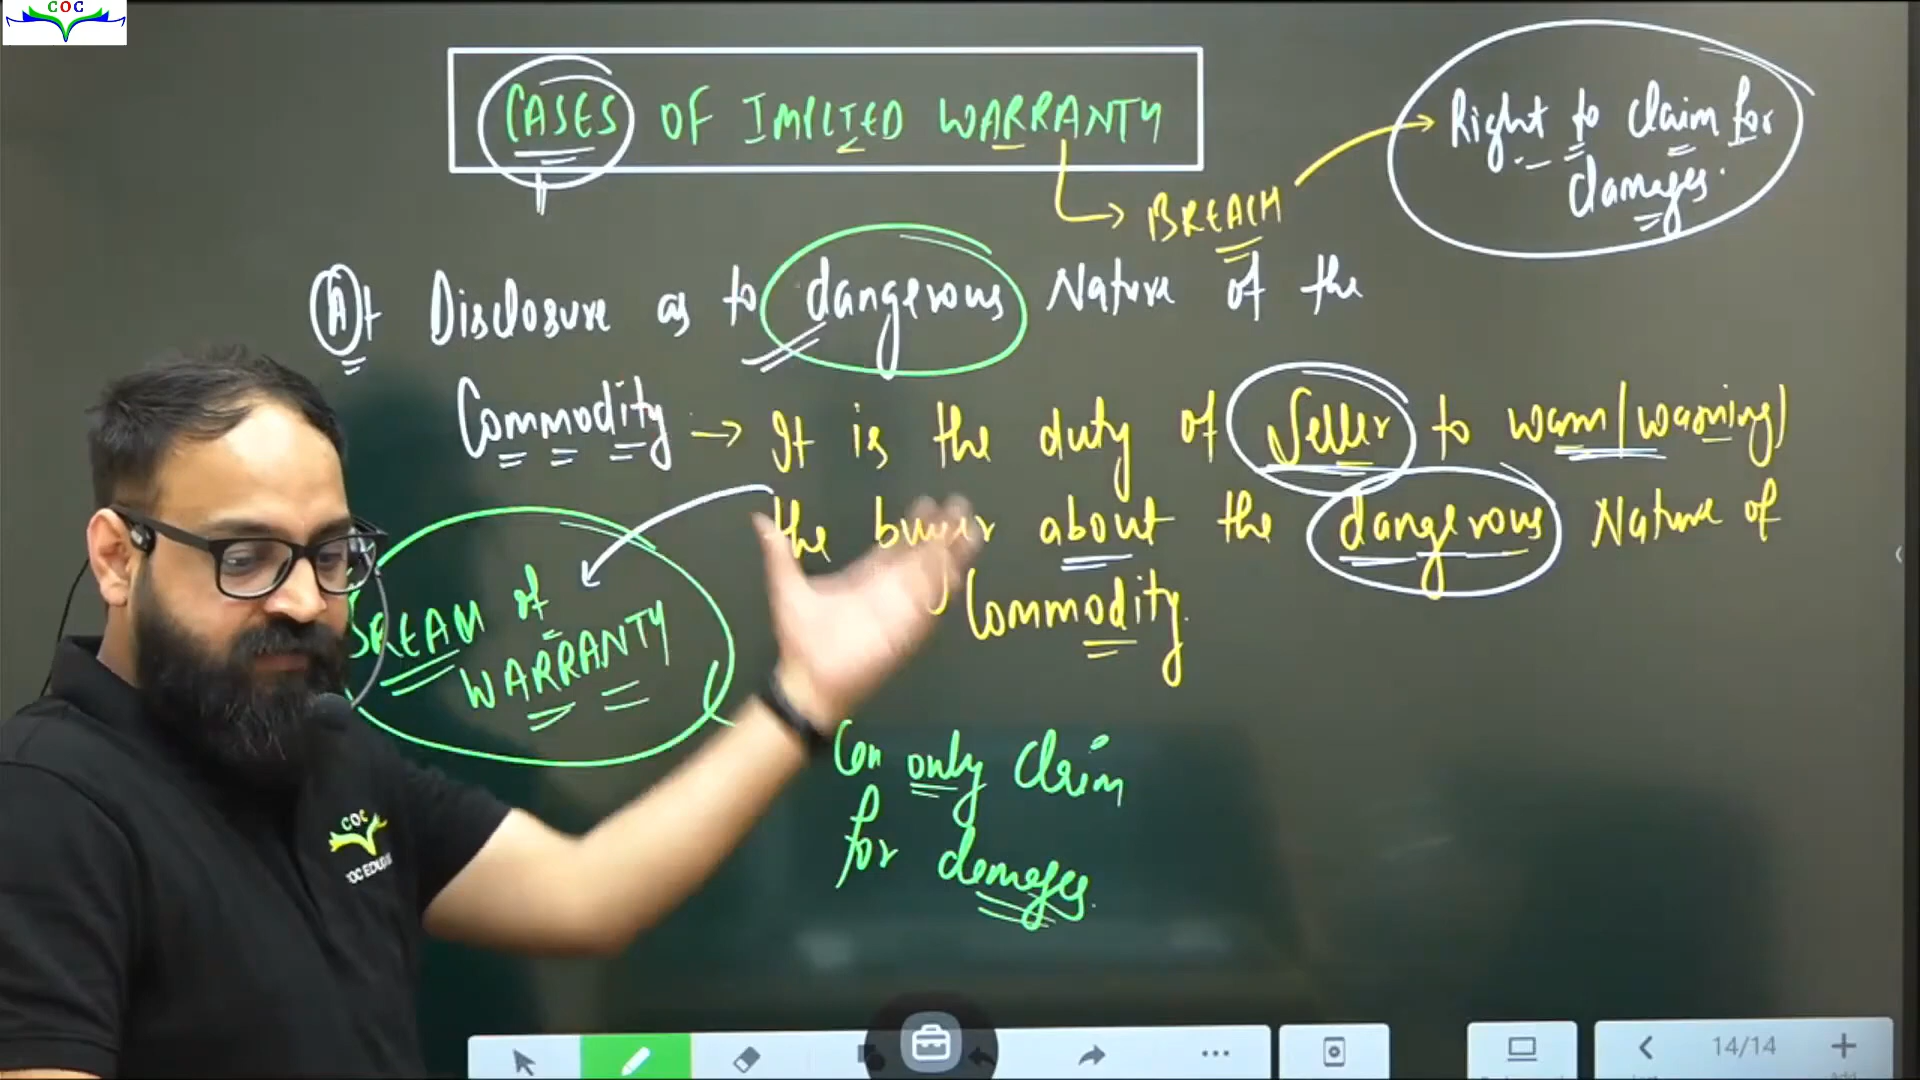 COC
CASES OF IMPLIED WARRANTY
Right to claim for
damages.
BREACH
(A) Disclosure as to dangerous Nature of the
Commodity → It is the duty of Seller to warn/warning)
the buyer about the dangerous Nature of
Commodity.
BREACH of
WARRANTY
Can only claim
for damages.
COC
COC EDU
14/14